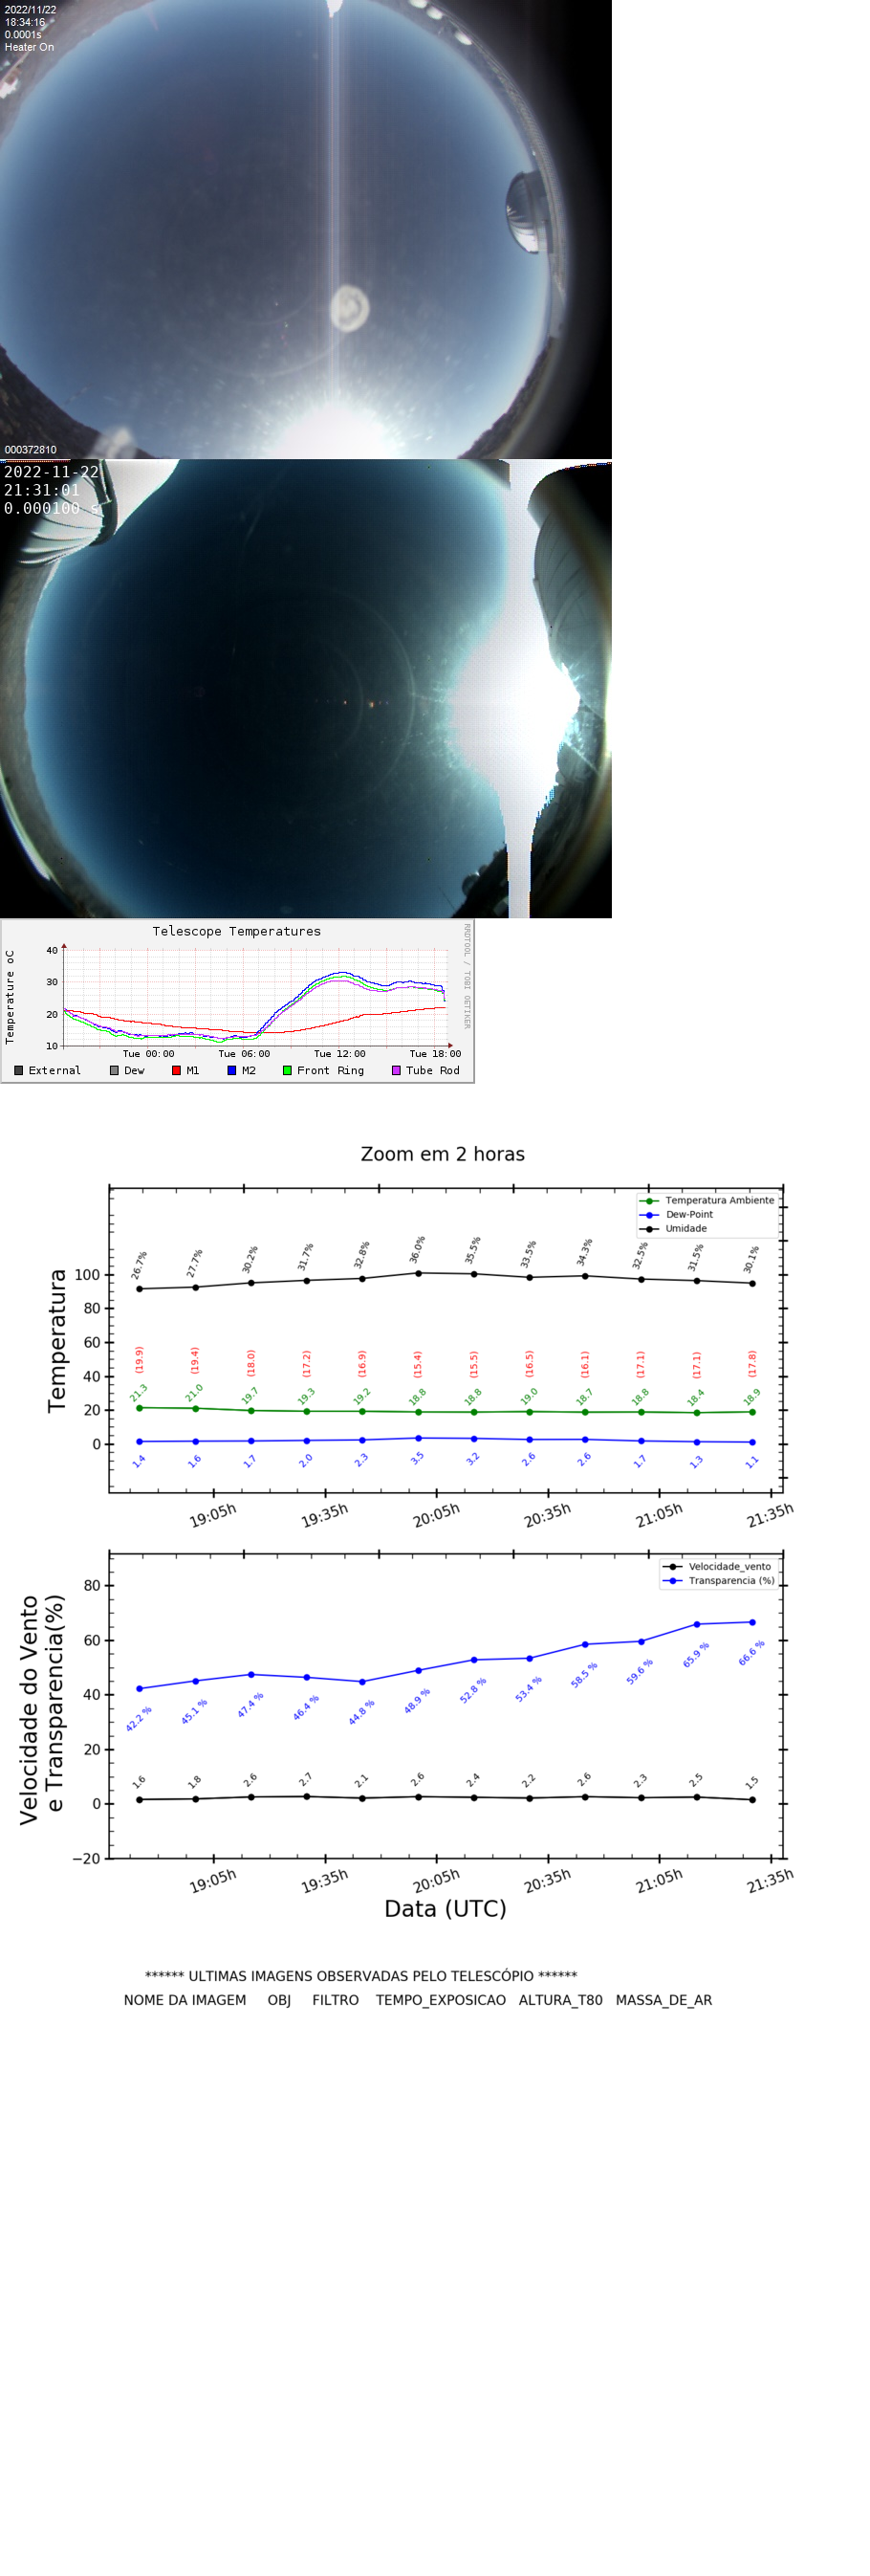 2022/11/22
18:34:16
0.0001s
Heater On
000372810
2022-11-22
21:31:01
0.000100 s
Telescope Temperatures
RRDTOOL / TOBI OETIKER
Temperature oC
40
30
20
10
Tue 00:00 Tue 06:00 Tue 12:00 Tue 18:00
External Dew M1 M2 Front Ring Tube Rod
Zoom em 2 horas
Temperatura Ambiente
Dew-Point
Umidade
Temperatura
100
80
60
40
20
0
26.7% 27.7% 30.2% 31.7% 32.8% 36.0% 35.5% 33.5% 34.3% 32.5% 31.5% 30.1%
(19.9) (19.4) (18.0) (17.2) (16.9) (15.4) (15.5) (16.5) (16.1) (17.1) (17.1) (17.8)
21.3 21.0 19.7 19.3 19.2 18.8 18.8 19.0 18.7 18.8 18.4 18.9
1.4 1.6 1.7 2.0 2.3 3.5 3.2 2.6 2.6 1.7 1.3 1.1
19:05h 19:35h 20:05h 20:35h 21:05h 21:35h
Velocidade_vento
Transparencia (%)
Velocidade do Vento
e Transparencia(%)
80
60
40
20
0
−20
42.2 % 45.1 % 47.4 % 46.4 % 44.8 % 48.9 % 52.8 % 53.4 % 58.5 % 59.6 % 65.9 % 66.6 %
1.6 1.8 2.6 2.7 2.1 2.6 2.4 2.2 2.6 2.3 2.5 1.5
19:05h 19:35h 20:05h 20:35h 21:05h 21:35h
Data (UTC)
****** ULTIMAS IMAGENS OBSERVADAS PELO TELESCÓPIO ******
NOME DA IMAGEM OBJ FILTRO TEMPO_EXPOSICAO ALTURA_T80 MASSA_DE_AR